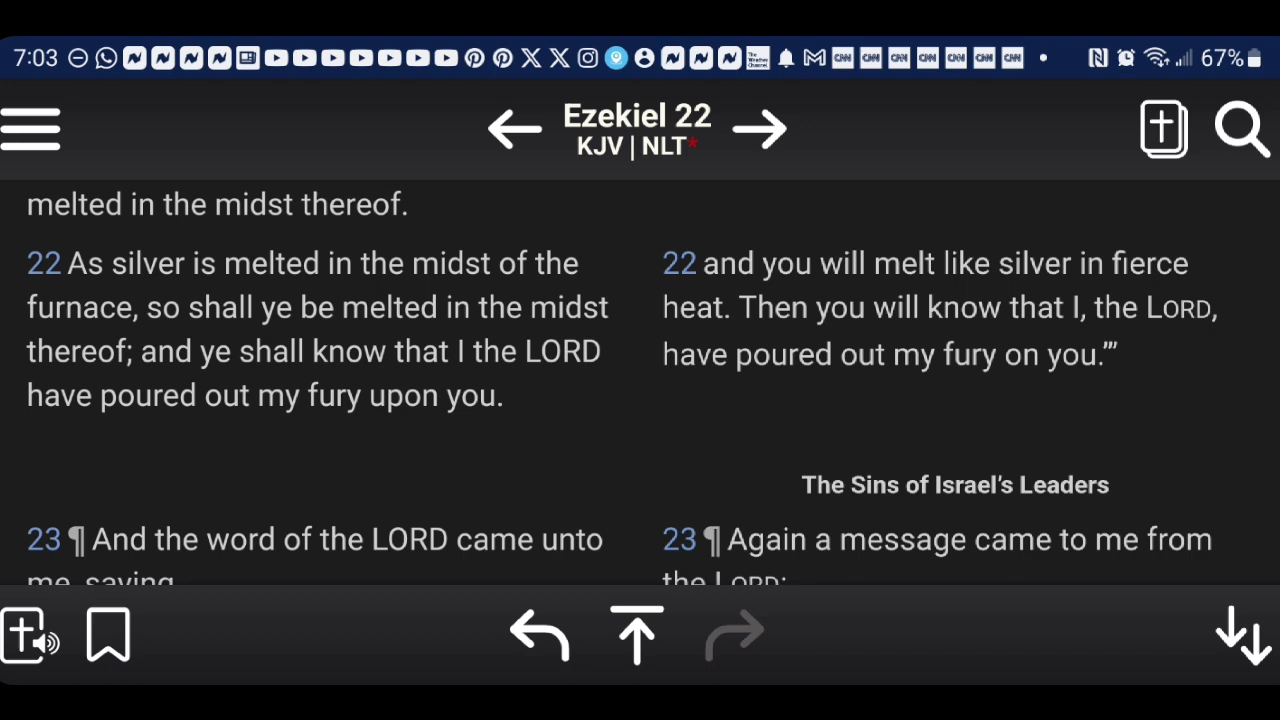 7:03 67%
Ezekiel 22
KJV | NLT*
melted in the midst thereof.
22 As silver is melted in the midst of the
furnace, so shall ye be melted in the midst
thereof; and ye shall know that I the LORD
have poured out my fury upon you.
22 and you will melt like silver in fierce
heat. Then you will know that I, the LORD,
have poured out my fury on you.”’”
The Sins of Israel’s Leaders
23 ¶ And the word of the LORD came unto
me, saying,
23 ¶ Again a message came to me from
the LORD: